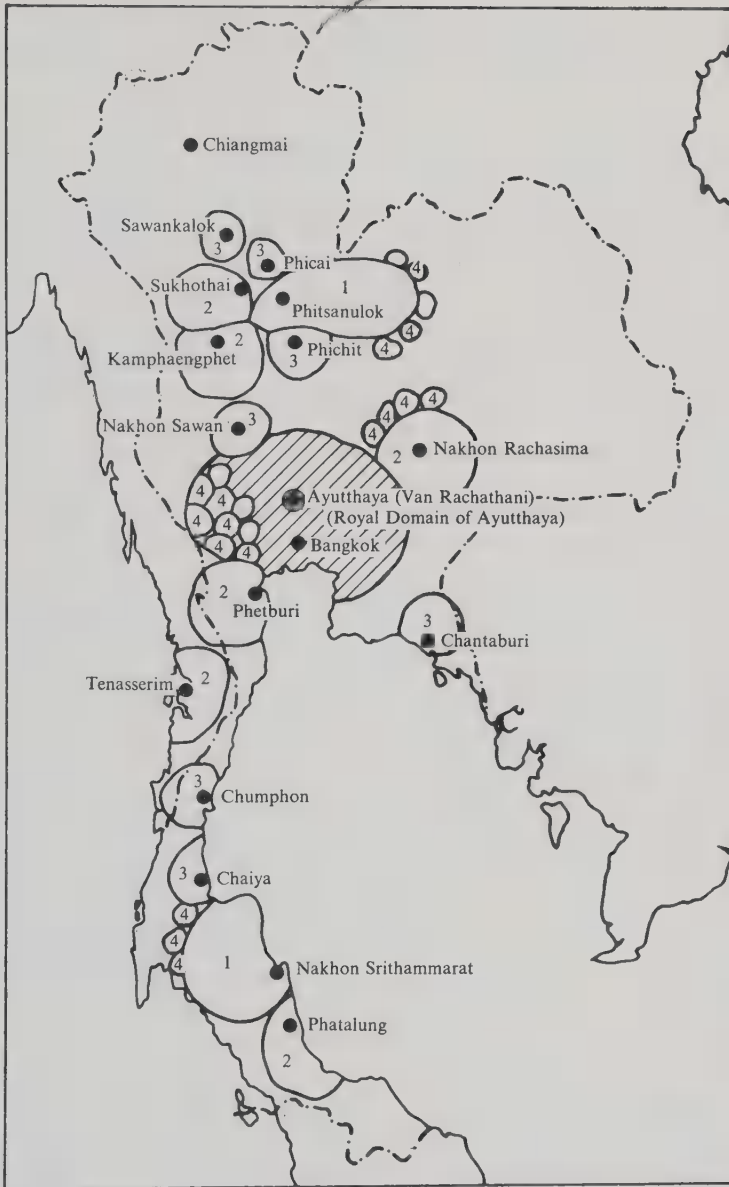 Chiangmai
Sawankalok
3
3
Phicai
4
Sukhothai
2
1
Phitsanulok
4
4
Kamphaengphet
2
3
Phichit
4
4
4
4
4
Nakhon Sawan
3
2
Nakhon Rachasima
4
4
4
4
4
4
Ayutthaya (Van Rachathani)
(Royal Domain of Ayutthaya)
Bangkok
2
Phetburi
3
Chantaburi
Tenasserim
2
3
Chumphon
3
Chaiya
4
4
4
1
Nakhon Srithammarat
Phatalung
2